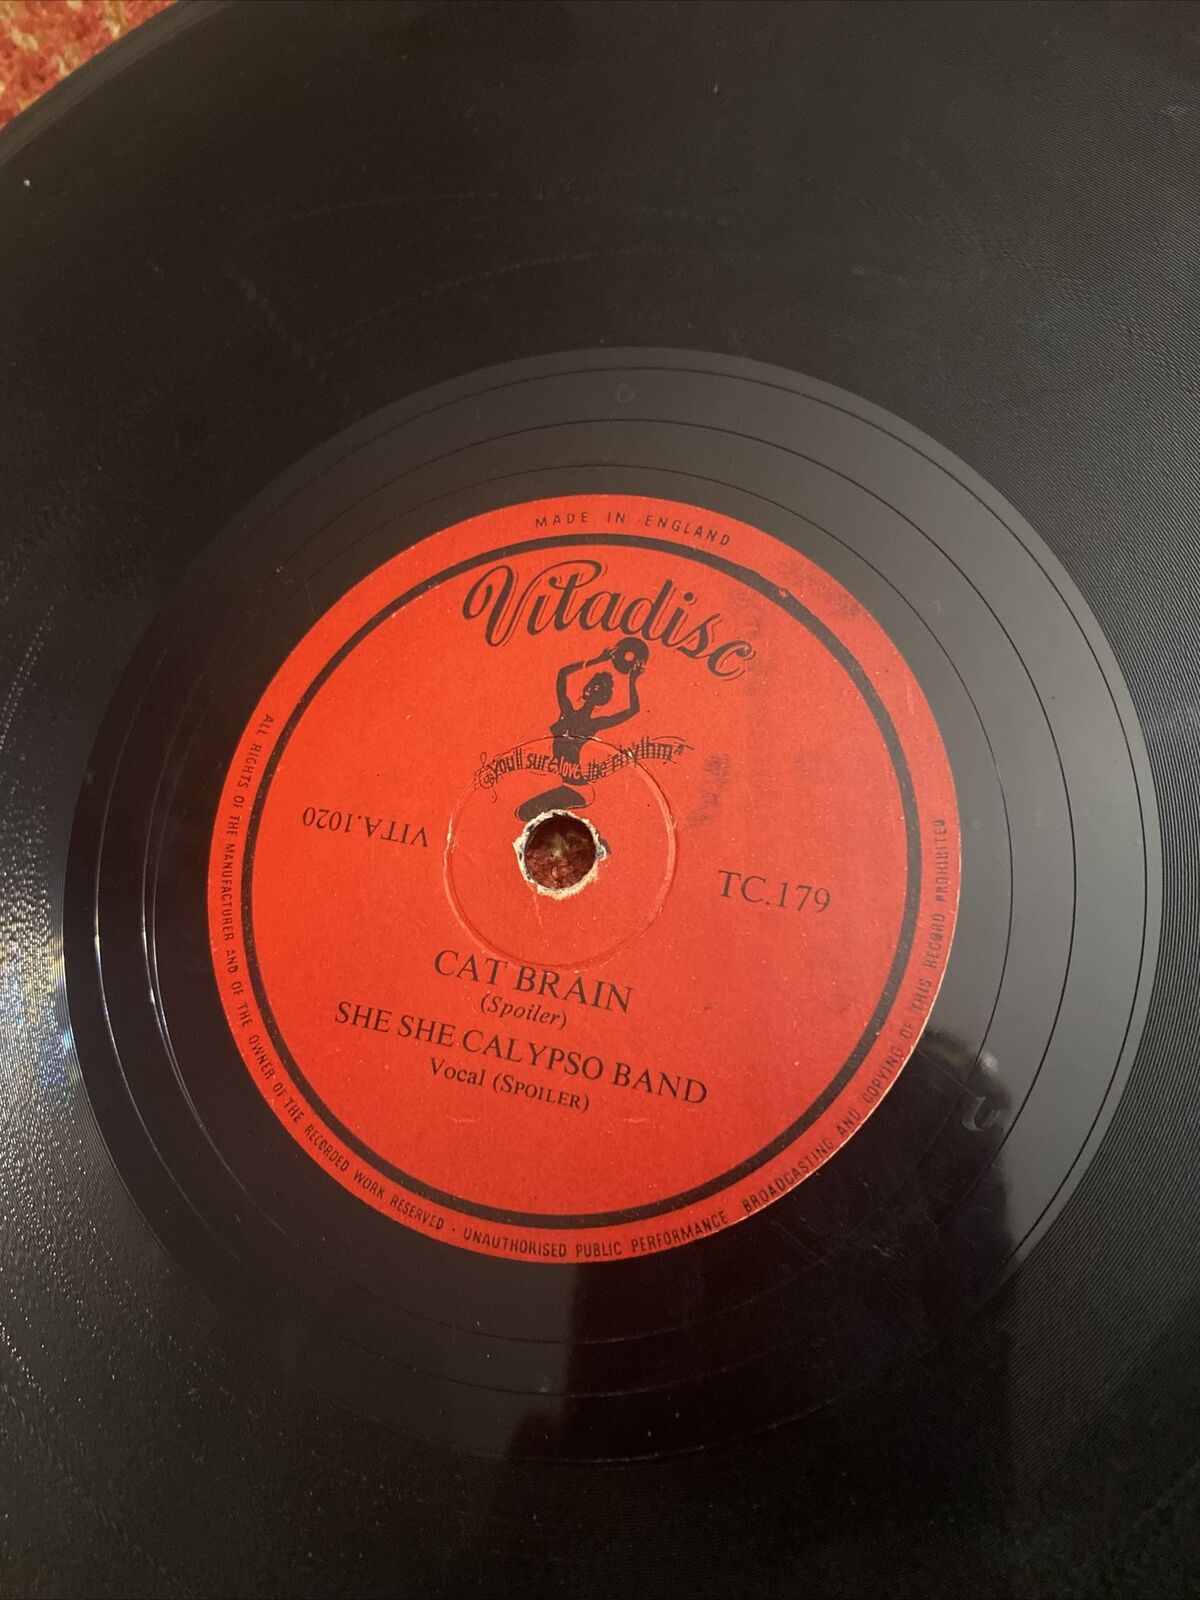 MADE IN ENGLAND
Vitadisc
you'll sure love the rhythm
VITA.1020
TC.179
CAT BRAIN
(Spoiler)
SHE SHE CALYPSO BAND
Vocal (SPOILER)
ALL RIGHTS OF THE MANUFACTURER AND OF THE OWNER OF THE RECORDED WORK RESERVED · UNAUTHORISED PUBLIC PERFORMANCE BROADCASTING AND COPYING OF THIS RECORD PROHIBITED